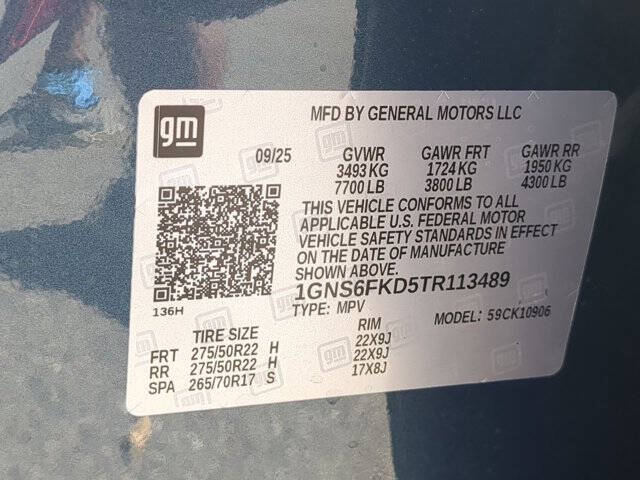 gm
MFD BY GENERAL MOTORS LLC
09/25 GVWR GAWR FRT GAWR RR
3493 KG 1724 KG 1950 KG
7700 LB 3800 LB 4300 LB
THIS VEHICLE CONFORMS TO ALL
APPLICABLE U.S. FEDERAL MOTOR
VEHICLE SAFETY STANDARDS IN EFFECT
ON THE DATE OF MANUFACTURE
SHOWN ABOVE.
1GNS6FKD5TR113489
136H TYPE: MPV MODEL: 59CK10906
TIRE SIZE RIM
FRT 275/50R22 H 22X9J
RR 275/50R22 H 22X9J
SPA 265/70R17 S 17X8J